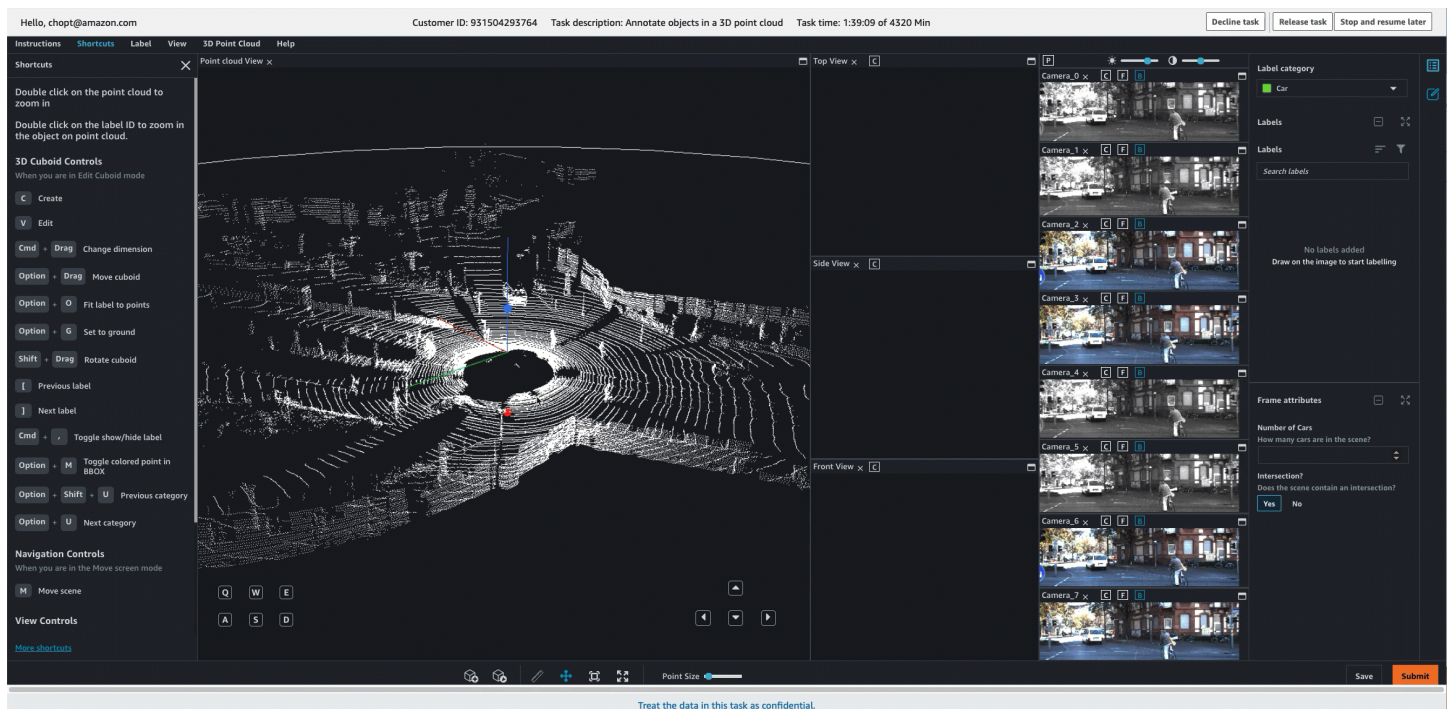 Hello, chopt@amazon.com
Customer ID: 931504293764 Task description: Annotate objects in a 3D point cloud Task time: 1:39:09 of 4320 Min
Decline task
Release task
Stop and resume later
Instructions Shortcuts Label View 3D Point Cloud Help
Shortcuts
Double click on the point cloud to
zoom in
Double click on the label ID to zoom in
the object on point cloud.
3D Cuboid Controls
When you are in Edit Cuboid mode
C Create
V Edit
Cmd + Drag Change dimension
Option + Drag Move cuboid
Option + O Fit label to points
Option + G Set to ground
Shift + Drag Rotate cuboid
[ Previous label
] Next label
Cmd + , Toggle show/hide label
Option + M Toggle colored point in
BBOX
Option + Shift + U Previous category
Option + U Next category
Navigation Controls
When you are in the Move screen mode
M Move scene
View Controls
More shortcuts
Point cloud View
Q W E
A S D
Top View C
Side View C
Front View C
P
Camera_0 C F B
Camera_1 C F B
Camera_2 C F B
Camera_3 C F B
Camera_4 C F B
Camera_5 C F B
Camera_6 C F B
Camera_7 C F B
Label category
Car
Labels
Labels
Search labels
No labels added
Draw on the image to start labelling
Frame attributes
Number of Cars
How many cars are in the scene?
Intersection?
Does the scene contain an intersection?
Yes No
Point Size
Save
Submit
Treat the data in this task as confidential.